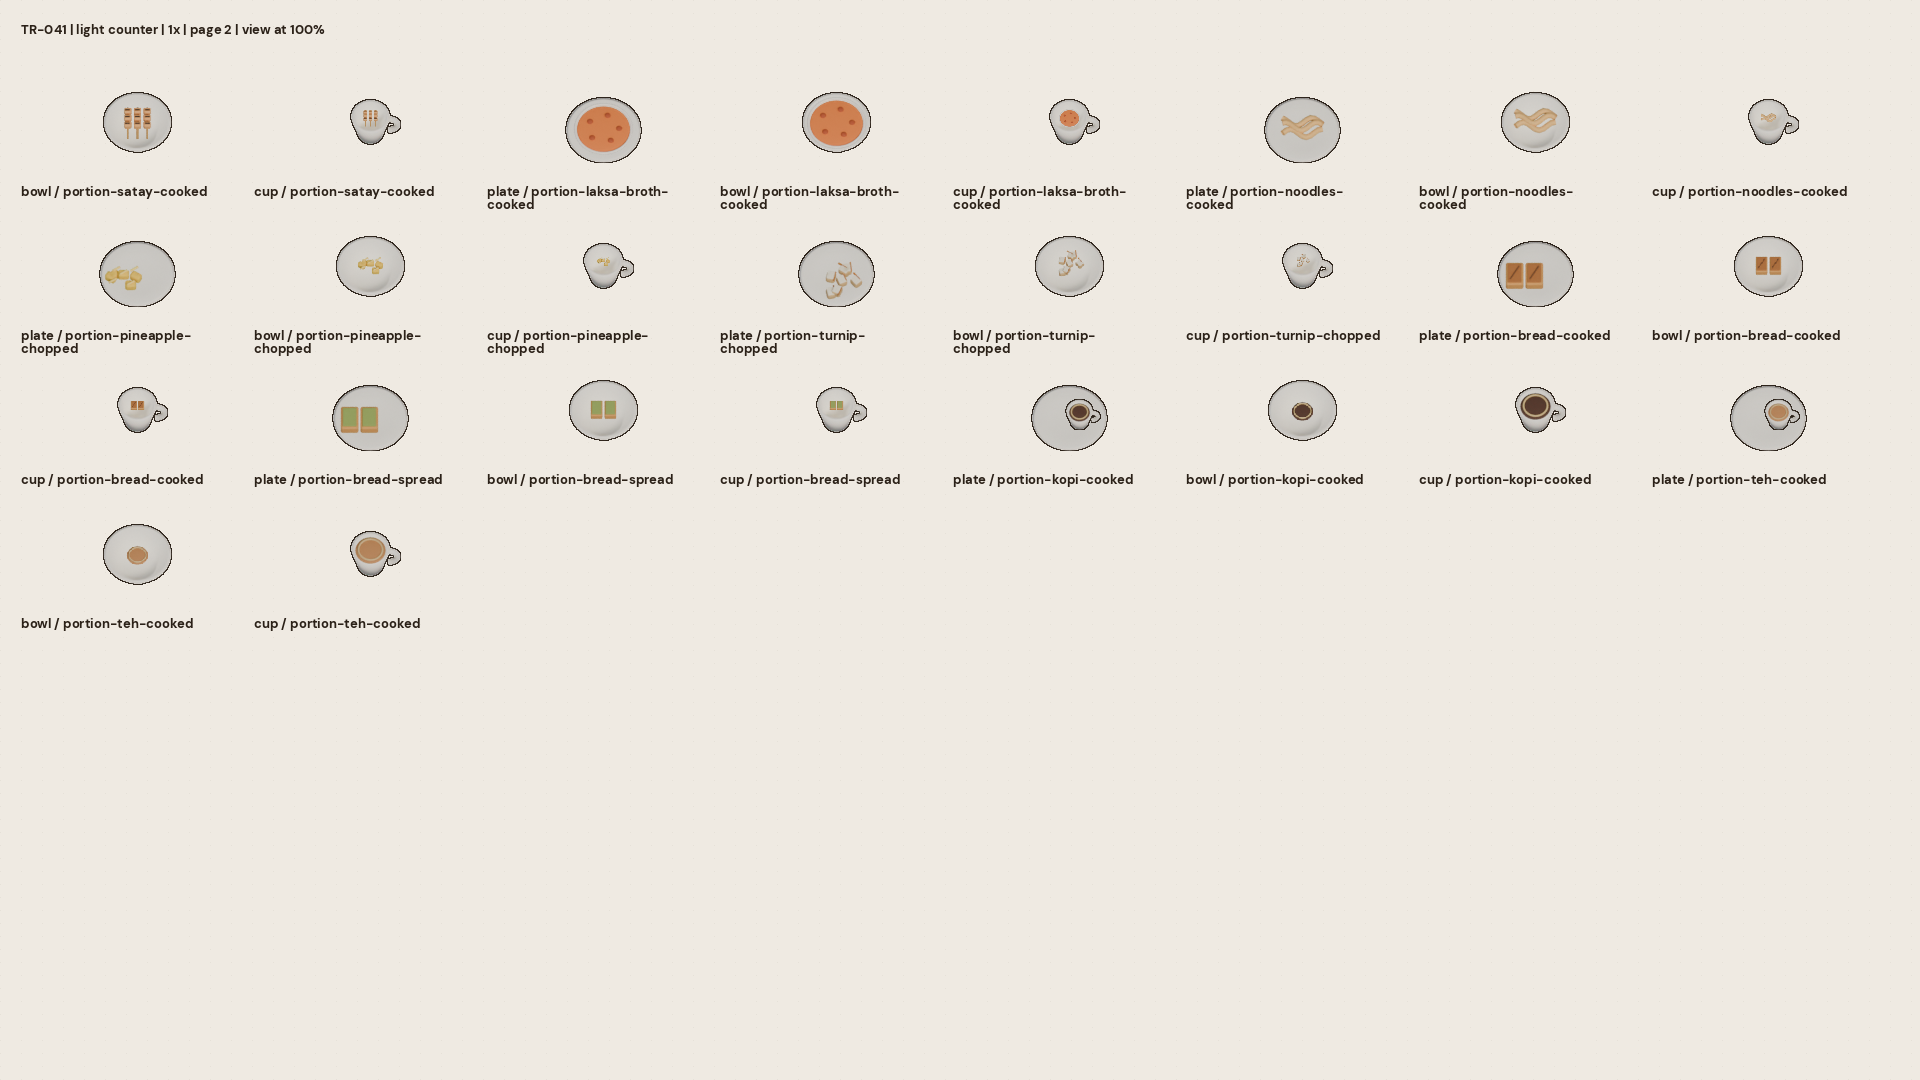 TR-041 | light counter | 1x | page 2 | view at 100%
bowl / portion-satay-cooked
cup / portion-satay-cooked
plate / portion-laksa-broth-
cooked
bowl / portion-laksa-broth-
cooked
cup / portion-laksa-broth-
cooked
plate / portion-noodles-
cooked
bowl / portion-noodles-
cooked
cup / portion-noodles-cooked
plate / portion-pineapple-
chopped
bowl / portion-pineapple-
chopped
cup / portion-pineapple-
chopped
plate / portion-turnip-
chopped
bowl / portion-turnip-
chopped
cup / portion-turnip-chopped
plate / portion-bread-cooked
bowl / portion-bread-cooked
cup / portion-bread-cooked
plate / portion-bread-spread
bowl / portion-bread-spread
cup / portion-bread-spread
plate / portion-kopi-cooked
bowl / portion-kopi-cooked
cup / portion-kopi-cooked
plate / portion-teh-cooked
bowl / portion-teh-cooked
cup / portion-teh-cooked